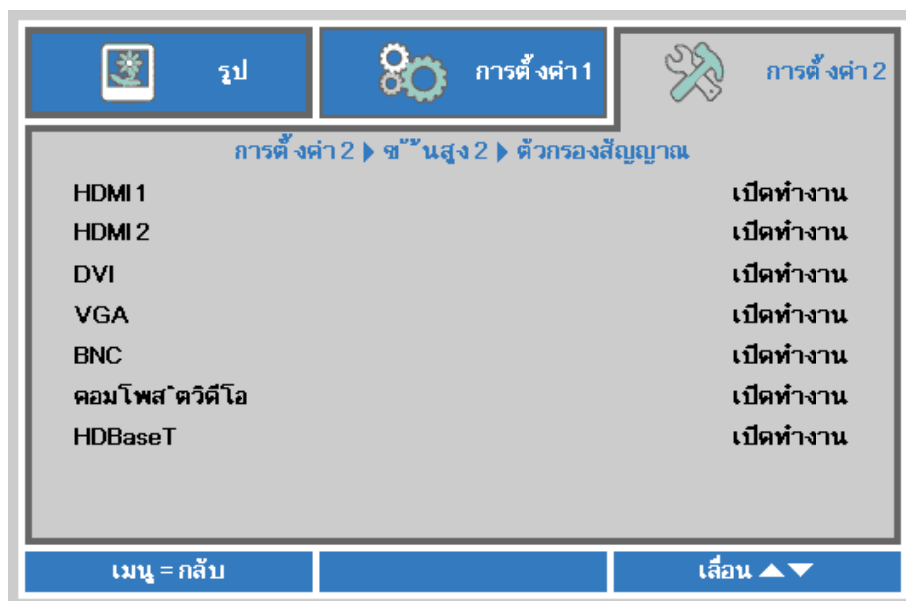 รูป
การตั้งค่า 1
การตั้งค่า 2
การตั้งค่า 2 ▶ ขั้นสูง 2 ▶ ตัวกรองสัญญาณ
HDMI 1 เปิดทำงาน
HDMI 2 เปิดทำงาน
DVI เปิดทำงาน
VGA เปิดทำงาน
BNC เปิดทำงาน
คอมโพสิตวิดีโอ เปิดทำงาน
HDBaseT เปิดทำงาน
เมนู = กลับ
เลื่อน ▲▼